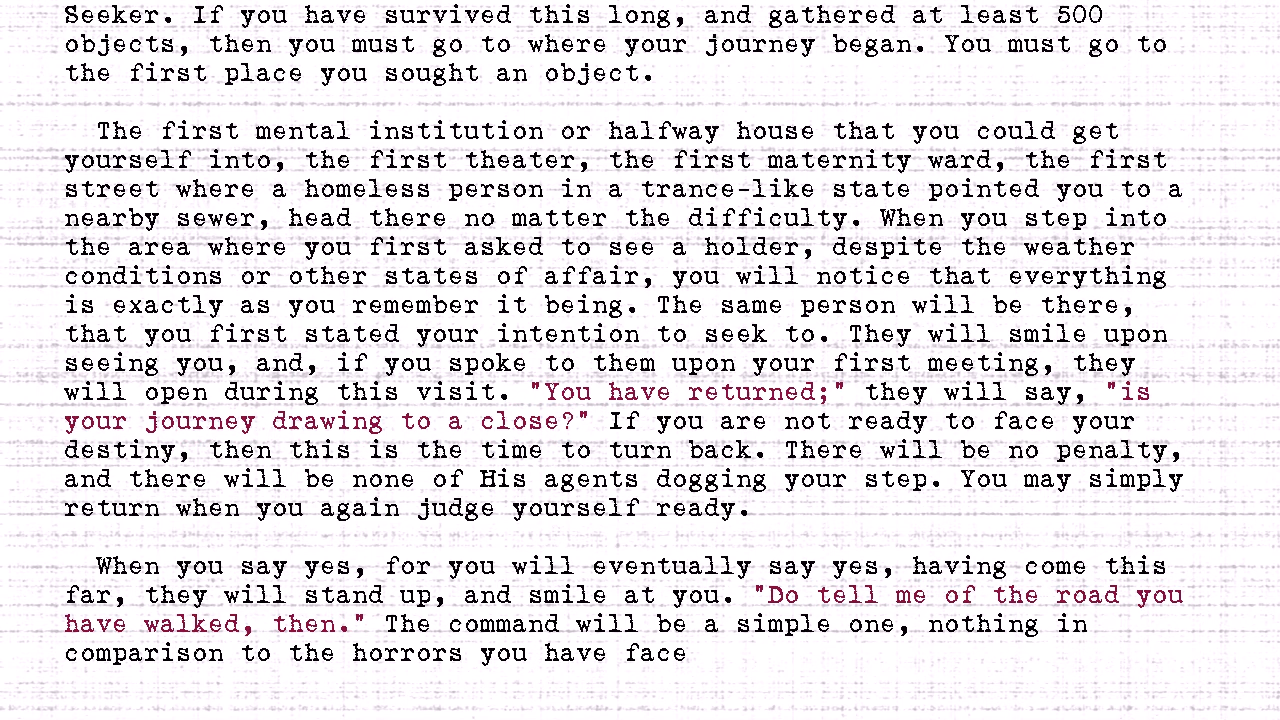 Seeker. If you have survived this long, and gathered at least 500
objects, then you must go to where your journey began. You must go to
the first place you sought an object.
The first mental institution or halfway house that you could get
yourself into, the first theater, the first maternity ward, the first
street where a homeless person in a trance-like state pointed you to a
nearby sewer, head there no matter the difficulty. When you step into
the area where you first asked to see a holder, despite the weather
conditions or other states of affair, you will notice that everything
is exactly as you remember it being. The same person will be there,
that you first stated your intention to seek to. They will smile upon
seeing you, and, if you spoke to them upon your first meeting, they
will open during this visit. "You have returned;" they will say, "is
your journey drawing to a close?" If you are not ready to face your
destiny, then this is the time to turn back. There will be no penalty,
and there will be none of His agents dogging your step. You may simply
return when you again judge yourself ready.
When you say yes, for you will eventually say yes, having come this
far, they will stand up, and smile at you. "Do tell me of the road you
have walked, then." The command will be a simple one, nothing in
comparison to the horrors you have face